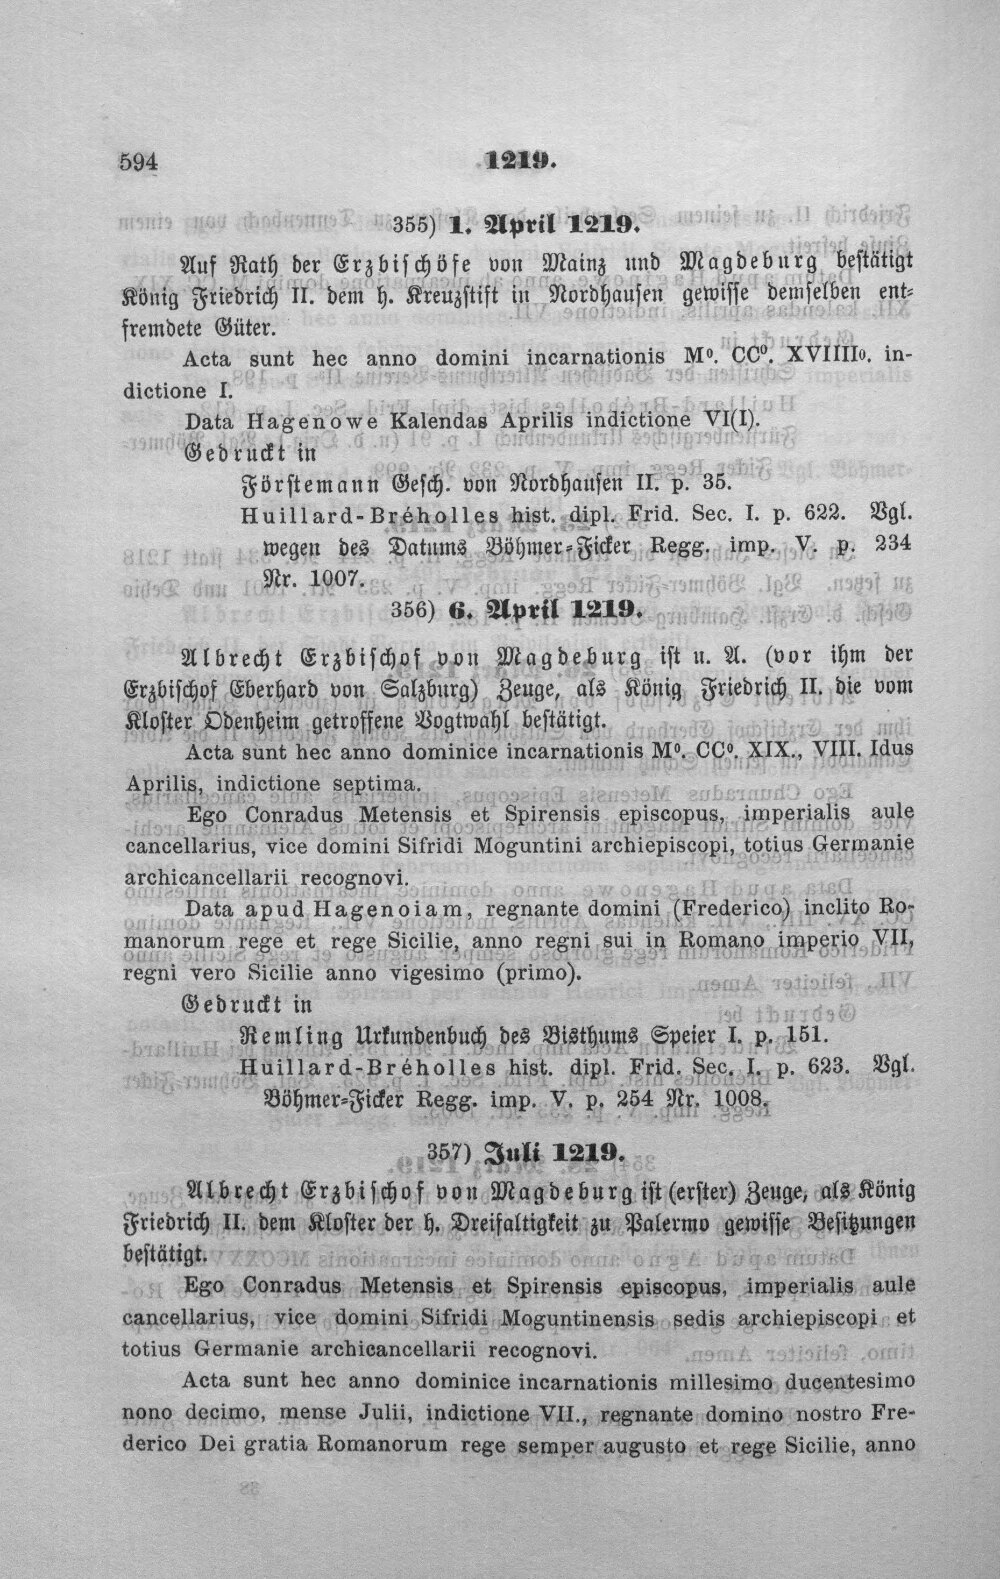 594
1219.
355) 1. April 1219.
Auf Rath der Erzbischöfe von Mainz und Magdeburg bestätigt
König Friedrich II. dem h. Kreuzstift in Nordhausen gewisse demselben ent-
fremdete Güter.
Acta sunt hec anno domini incarnationis Mº. CCº. XVIIIIo. in-
dictione I.
Data Hagenowe Kalendas Aprilis indictione VI(I).
Gedruckt in
Förstemann Gesch. von Nordhausen II. p. 35.
Huillard-Bréholles hist. dipl. Frid. Sec. I. p. 622. Vgl.
wegen des Datums Böhmer-Ficker Regg. imp. V. p. 234
Nr. 1007.
356) 6. April 1219.
Albrecht Erzbischof von Magdeburg ist u. A. (vor ihm der
Erzbischof Eberhard von Salzburg) Zeuge, als König Friedrich II. die vom
Kloster Odenheim getroffene Vogtwahl bestätigt.
Acta sunt hec anno dominice incarnationis Mº. CCº. XIX., VIII. Idus
Aprilis, indictione septima.
Ego Conradus Metensis et Spirensis episcopus, imperialis aule
cancellarius, vice domini Sifridi Moguntini archiepiscopi, totius Germanie
archicancellarii recognovi.
Data apud Hagenoiam, regnante domini (Frederico) inclito Ro-
manorum rege et rege Sicilie, anno regni sui in Romano imperio VII,
regni vero Sicilie anno vigesimo (primo).
Gedruckt in
Remling Urkundenbuch des Bisthums Speier I. p. 151.
Huillard-Bréholles hist. dipl. Frid. Sec. I. p. 623. Vgl.
Böhmer-Ficker Regg. imp. V. p. 254 Nr. 1008.
357) Juli 1219.
Albrecht Erzbischof von Magdeburg ist (erster) Zeuge, als König
Friedrich II. dem Kloster der h. Dreifaltigkeit zu Palermo gewisse Besitzungen
bestätigt.
Ego Conradus Metensis et Spirensis episcopus, imperialis aule
cancellarius, vice domini Sifridi Moguntinensis sedis archiepiscopi et
totius Germanie archicancellarii recognovi.
Acta sunt hec anno dominice incarnationis millesimo ducentesimo
nono decimo, mense Julii, indictione VII., regnante domino nostro Fre-
derico Dei gratia Romanorum rege semper augusto et rege Sicilie, anno